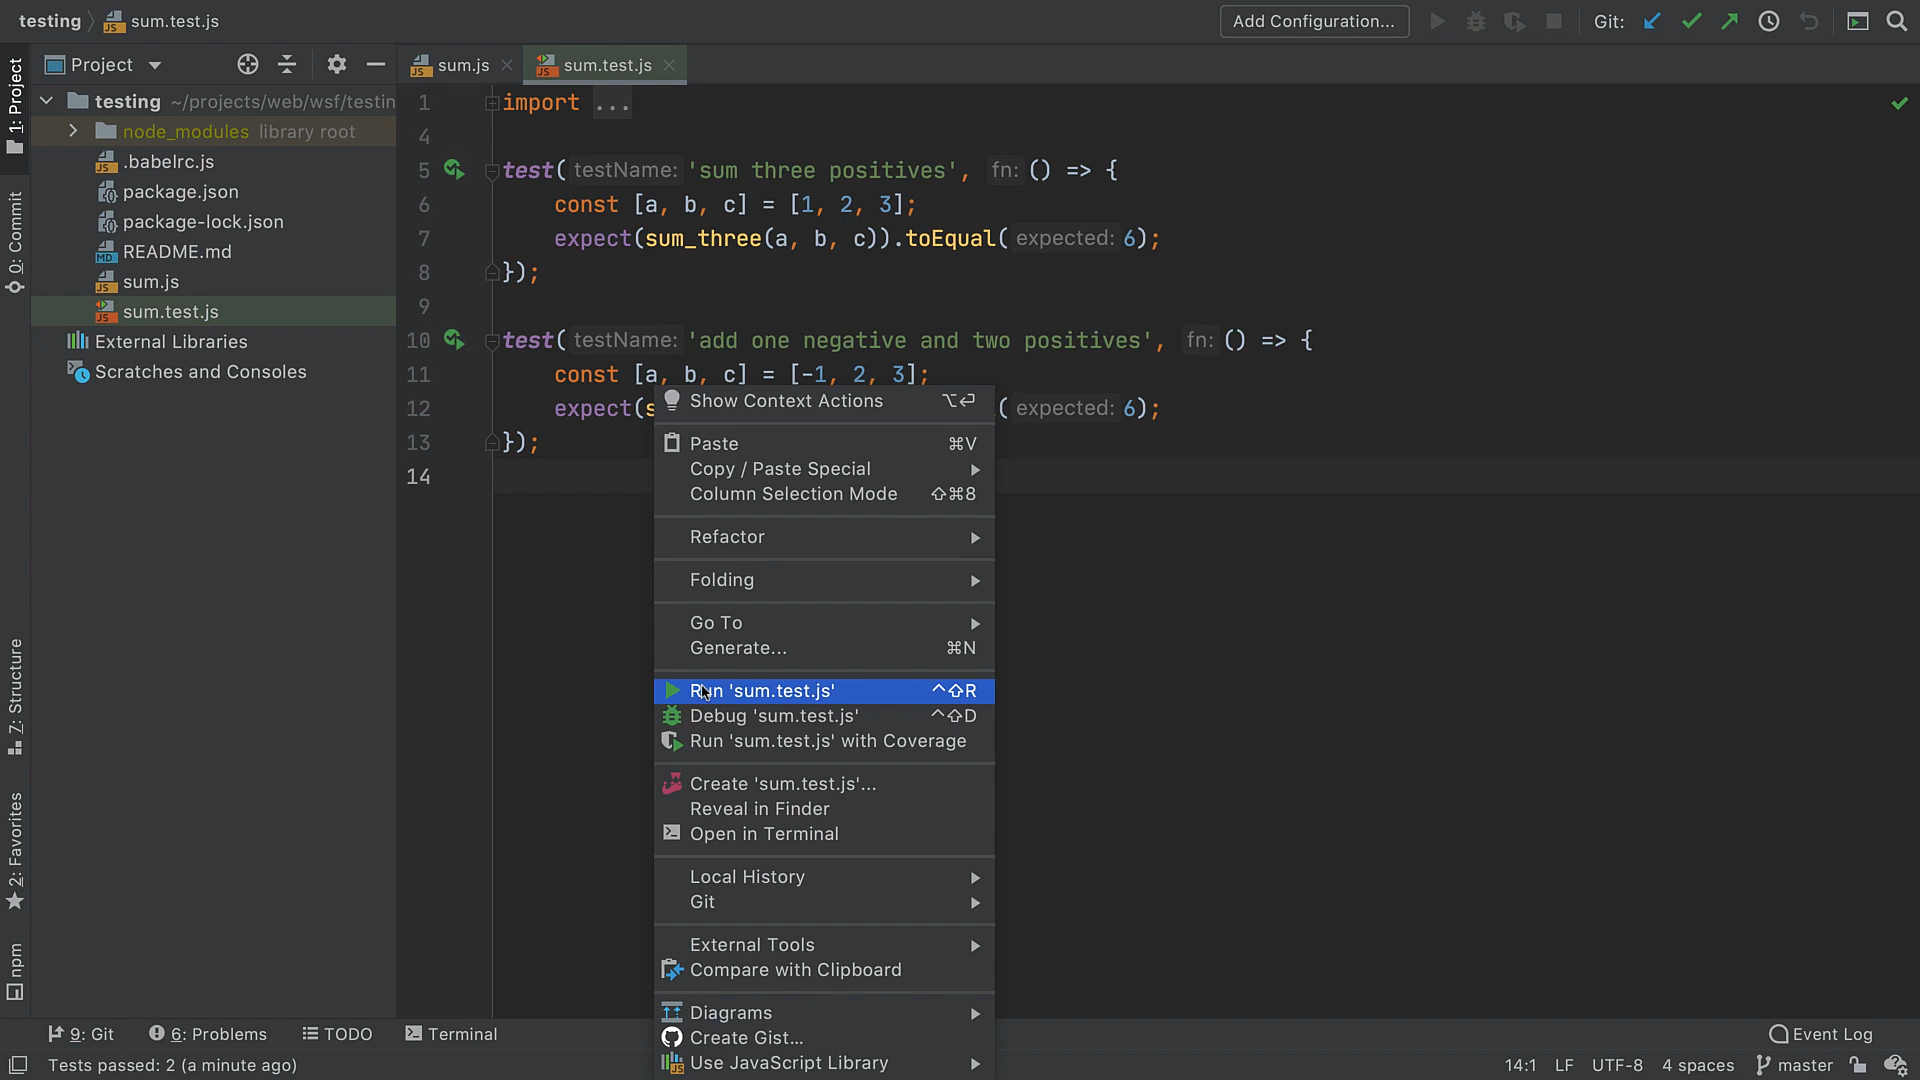 testing
sum.test.js
Add Configuration...
Git:
1: Project
0: Commit
7: Structure
2: Favorites
npm
Project
testing ~/projects/web/wsf/testin
node_modules library root
.babelrc.js
package.json
package-lock.json
README.md
sum.js
sum.test.js
External Libraries
Scratches and Consoles
sum.js
sum.test.js
1 import ...
4
5 test( testName: 'sum three positives', fn: () => {
6 const [a, b, c] = [1, 2, 3];
7 expect(sum_three(a, b, c)).toEqual( expected: 6);
8 });
9
10 test( testName: 'add one negative and two positives', fn: () => {
11 const [a, b, c] = [-1, 2, 3];
12 expect(s ( expected: 6);
13 });
14
Show Context Actions ⌥⏎
Paste ⌘V
Copy / Paste Special
Column Selection Mode ⇧⌘8
Refactor
Folding
Go To
Generate... ⌘N
Run 'sum.test.js' ^⇧R
Debug 'sum.test.js' ^⇧D
Run 'sum.test.js' with Coverage
Create 'sum.test.js'...
Reveal in Finder
Open in Terminal
Local History
Git
External Tools
Compare with Clipboard
Diagrams
Create Gist...
Use JavaScript Library
9: Git
6: Problems
TODO
Terminal
Event Log
Tests passed: 2 (a minute ago)
14:1 LF UTF-8 4 spaces master